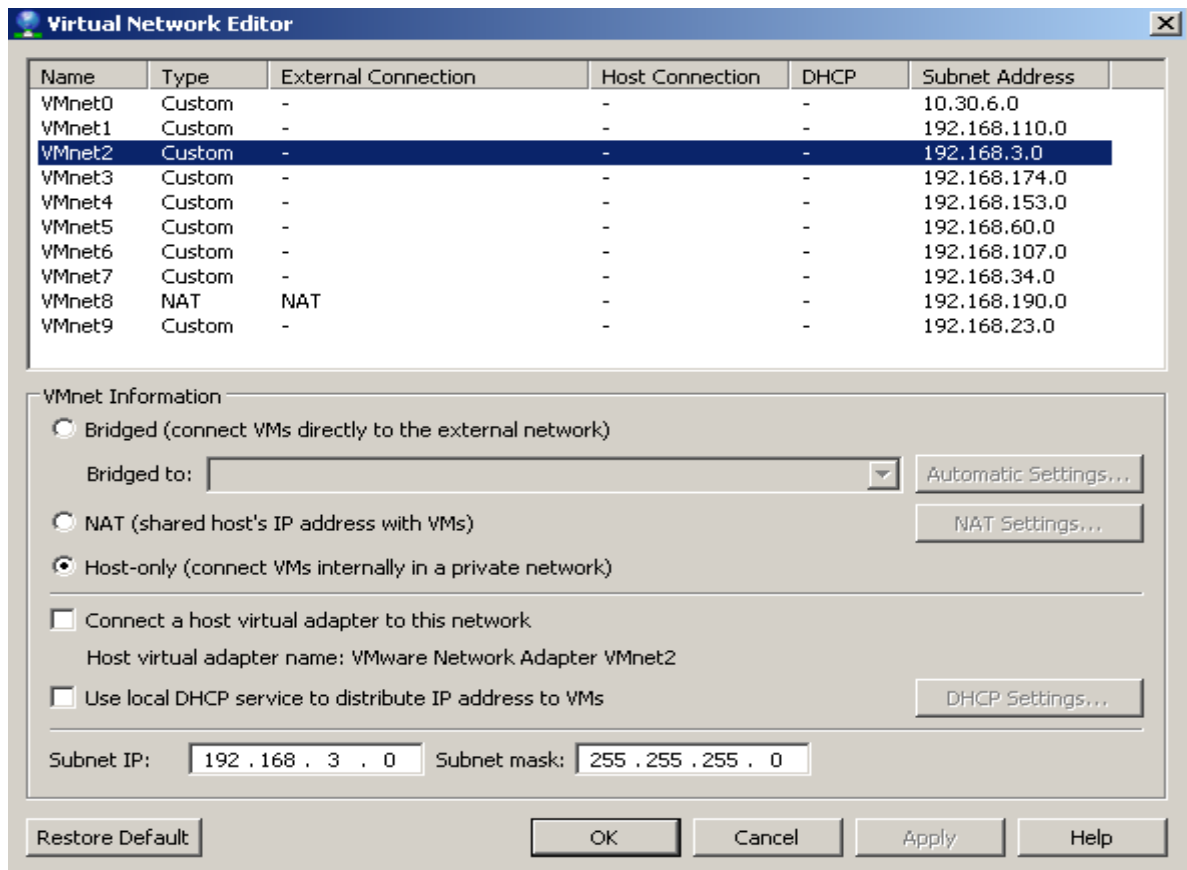 Virtual Network Editor
Name Type External Connection Host Connection DHCP Subnet Address
VMnet0 Custom - - - 10.30.6.0
VMnet1 Custom - - - 192.168.110.0
VMnet2 Custom - - - 192.168.3.0
VMnet3 Custom - - - 192.168.174.0
VMnet4 Custom - - - 192.168.153.0
VMnet5 Custom - - - 192.168.60.0
VMnet6 Custom - - - 192.168.107.0
VMnet7 Custom - - - 192.168.34.0
VMnet8 NAT NAT - - 192.168.190.0
VMnet9 Custom - - - 192.168.23.0
VMnet Information
Bridged (connect VMs directly to the external network)
Bridged to: Automatic Settings...
NAT (shared host's IP address with VMs) NAT Settings...
Host-only (connect VMs internally in a private network)
Connect a host virtual adapter to this network
Host virtual adapter name: VMware Network Adapter VMnet2
Use local DHCP service to distribute IP address to VMs DHCP Settings...
Subnet IP: 192 . 168 . 3 . 0 Subnet mask: 255 . 255 . 255 . 0
Restore Default OK Cancel Apply Help